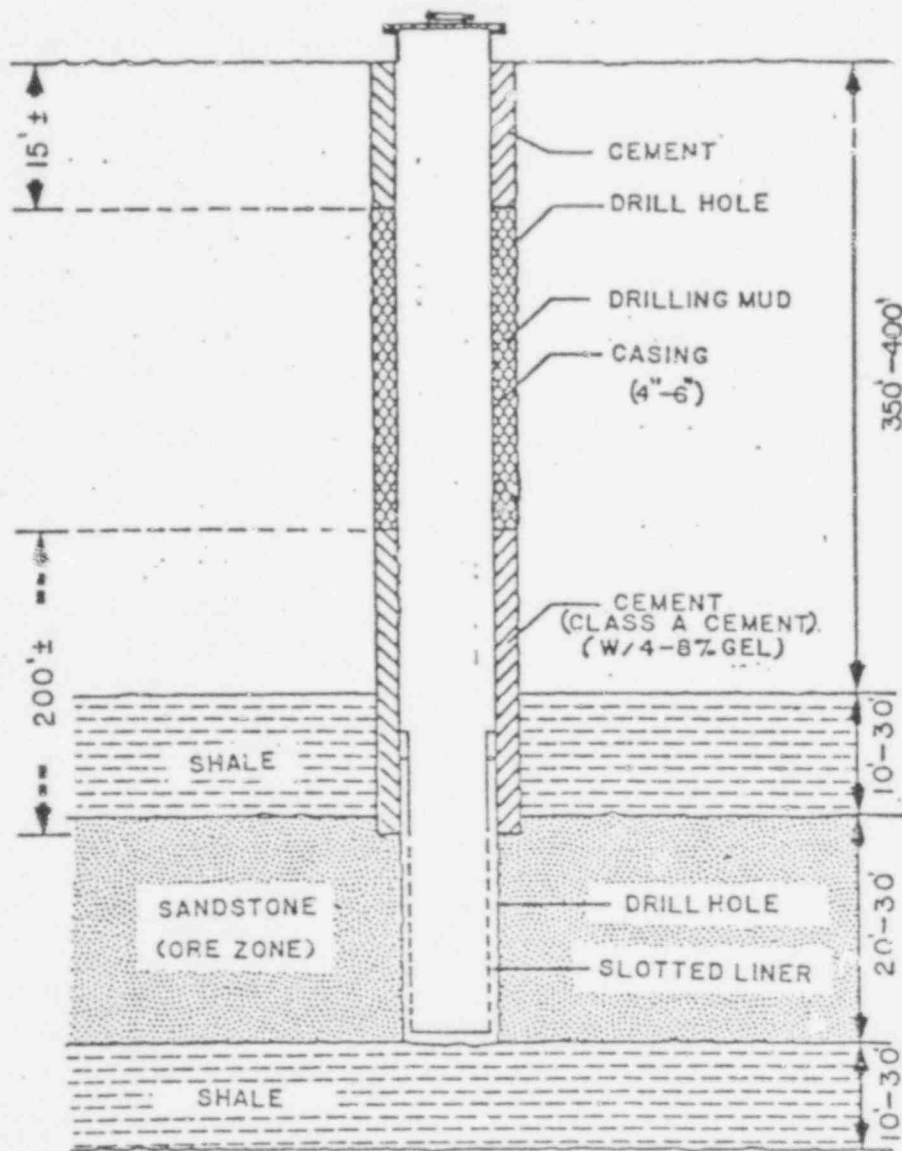 15' ±
CEMENT
DRILL HOLE
DRILLING MUD
CASING
(4"-6")
350'-400'
200' ±
CEMENT
(CLASS A CEMENT)
(W/4-8% GEL)
SHALE
10'-30'
SANDSTONE
(ORE ZONE)
DRILL HOLE
SLOTTED LINER
20'-30'
SHALE
10'-30'